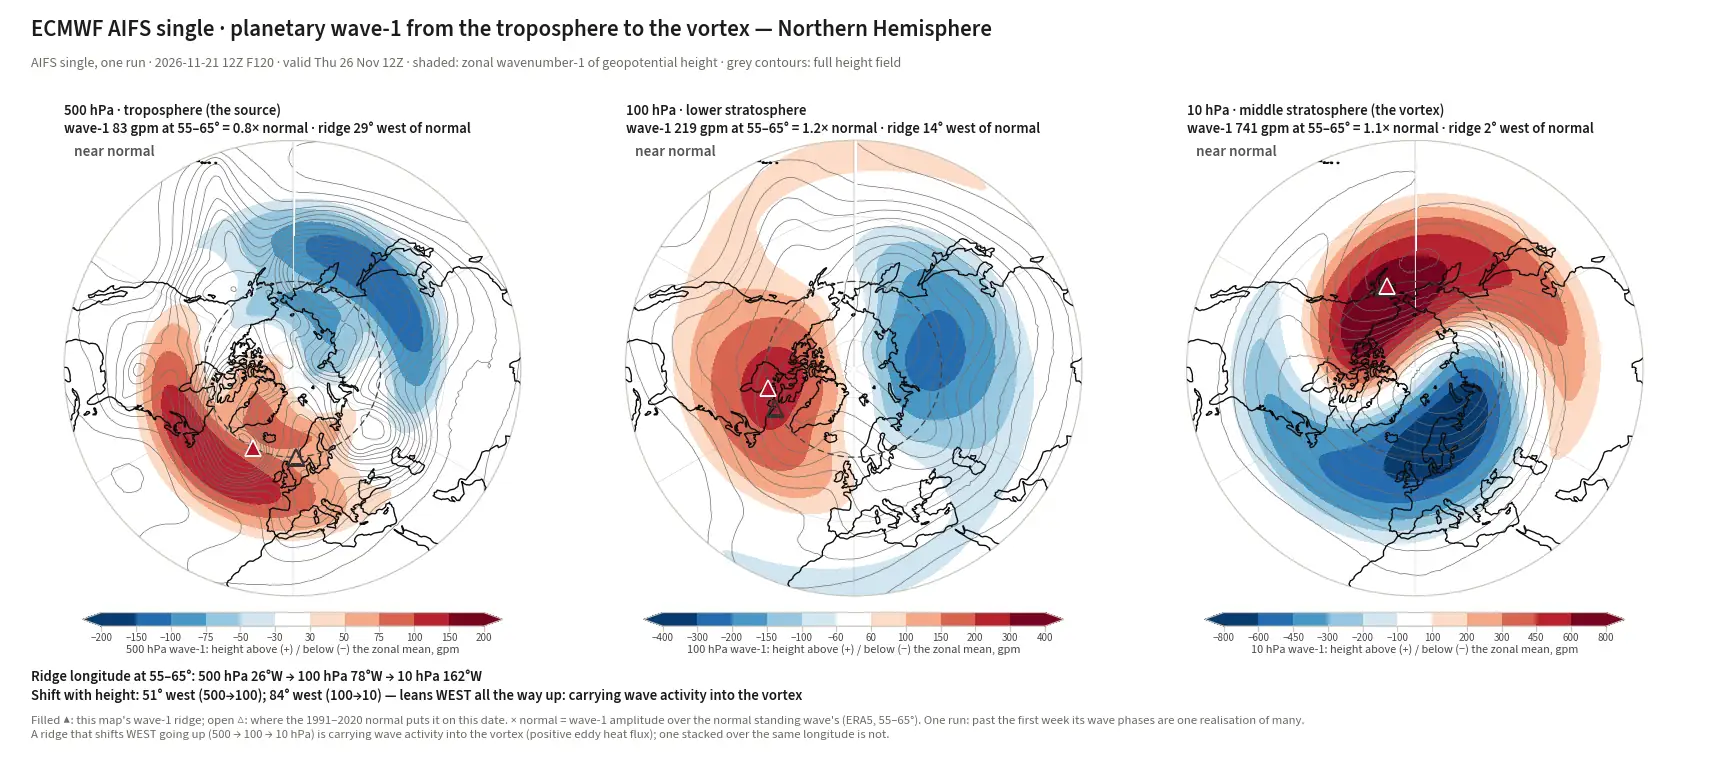 ECMWF AIFS single · planetary wave-1 from the troposphere to the vortex — Northern Hemisphere
AIFS single, one run · 2026-11-21 12Z F120 · valid Thu 26 Nov 12Z · shaded: zonal wavenumber-1 of geopotential height · grey contours: full height field
500 hPa · troposphere (the source)
wave-1 83 gpm at 55–65° = 0.8× normal · ridge 29° west of normal
near normal
100 hPa · lower stratosphere
wave-1 219 gpm at 55–65° = 1.2× normal · ridge 14° west of normal
near normal
10 hPa · middle stratosphere (the vortex)
wave-1 741 gpm at 55–65° = 1.1× normal · ridge 2° west of normal
near normal
−200 −150 −100 −75 −50 −30 30 50 75 100 150 200
500 hPa wave-1: height above (+) / below (−) the zonal mean, gpm
−400 −300 −200 −150 −100 −60 60 100 150 200 300 400
100 hPa wave-1: height above (+) / below (−) the zonal mean, gpm
−800 −600 −450 −300 −200 −100 100 200 300 450 600 800
10 hPa wave-1: height above (+) / below (−) the zonal mean, gpm
Ridge longitude at 55–65°: 500 hPa 26°W → 100 hPa 78°W → 10 hPa 162°W
Shift with height: 51° west (500→100); 84° west (100→10) — leans WEST all the way up: carrying wave activity into the vortex
Filled ▲: this map's wave-1 ridge; open △: where the 1991–2020 normal puts it on this date. × normal = wave-1 amplitude over the normal standing wave's (ERA5, 55–65°). One run: past the first week its wave phases are one realisation of many.
A ridge that shifts WEST going up (500 → 100 → 10 hPa) is carrying wave activity into the vortex (positive eddy heat flux); one stacked over the same longitude is not.